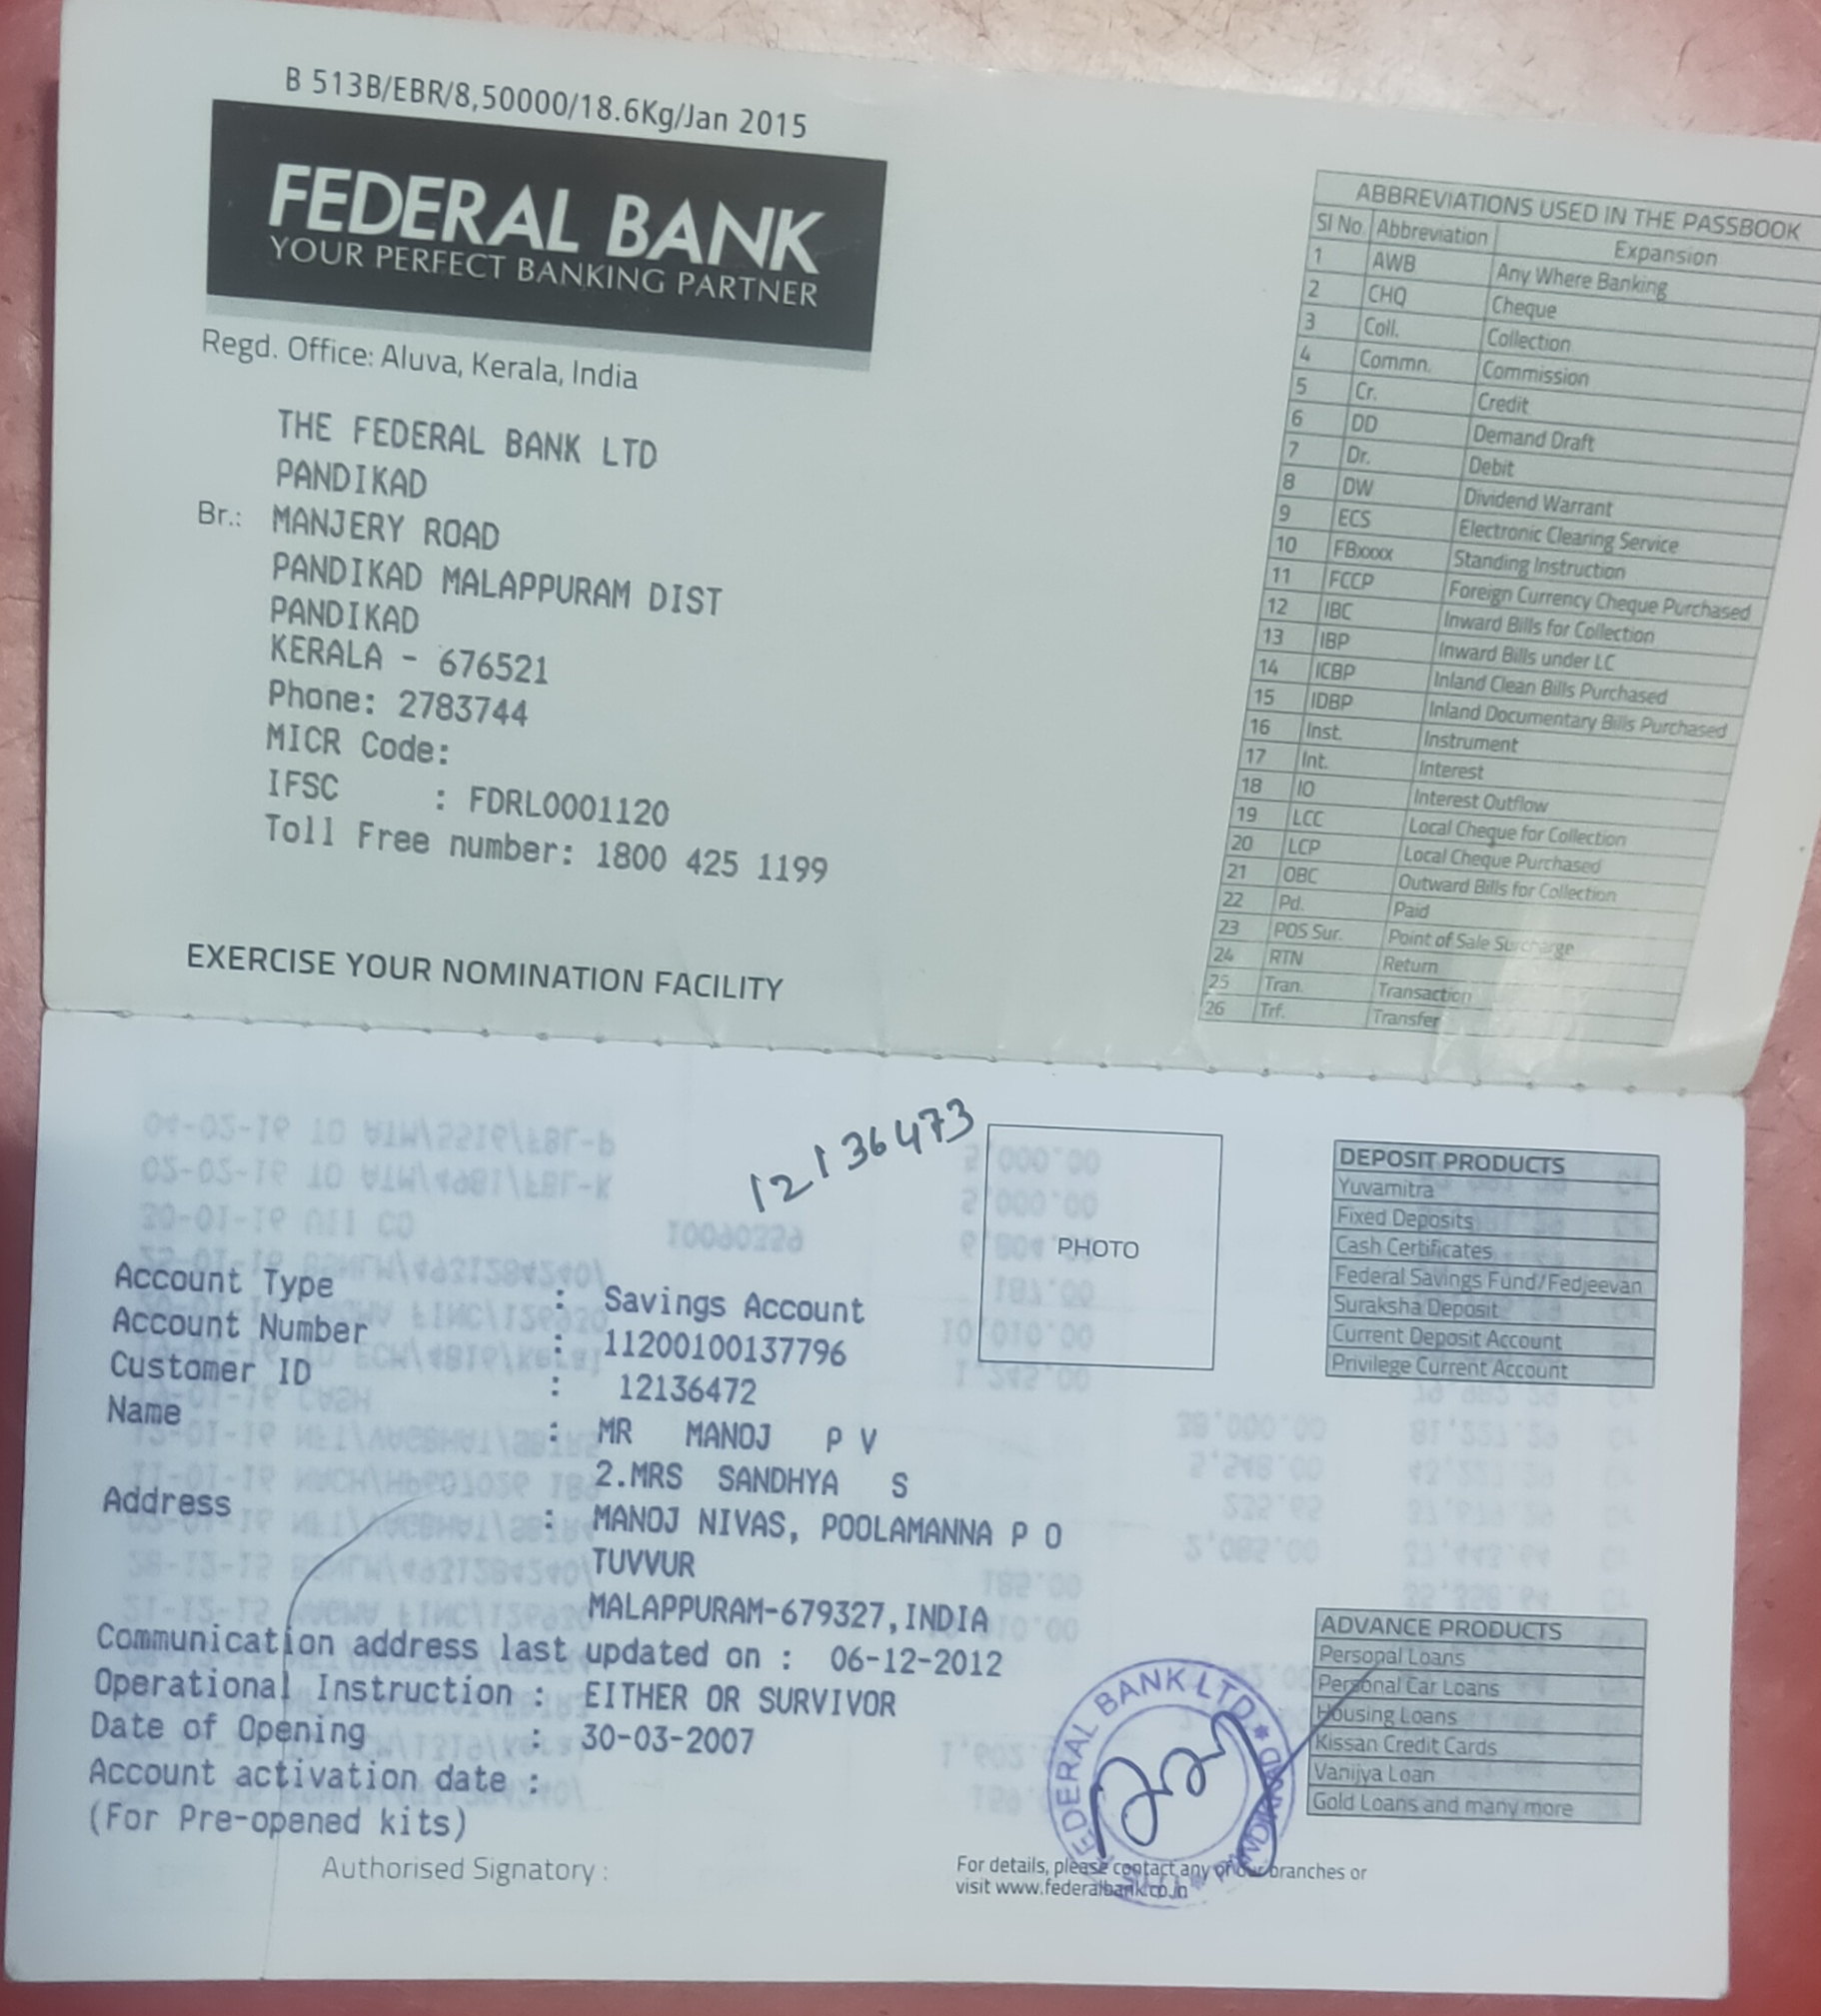 B 513B/EBR/8,50000/18.6Kg/Jan 2015
FEDERAL BANK
YOUR PERFECT BANKING PARTNER
Regd. Office: Aluva, Kerala, India
THE FEDERAL BANK LTD
PANDIKAD
Br.: MANJERY ROAD
PANDIKAD MALAPPURAM DIST
PANDIKAD
KERALA - 676521
Phone: 2783744
MICR Code:
IFSC : FDRL0001120
Toll Free number: 1800 425 1199
EXERCISE YOUR NOMINATION FACILITY
ABBREVIATIONS USED IN THE PASSBOOK
Sl No. Abbreviation Expansion
1 AWB Any Where Banking
2 CHQ Cheque
3 Coll. Collection
4 Commn. Commission
5 Cr. Credit
6 DD Demand Draft
7 Dr. Debit
8 DW Dividend Warrant
9 ECS Electronic Clearing Service
10 FBxxxx Standing Instruction
11 FCCP Foreign Currency Cheque Purchased
12 IBC Inward Bills for Collection
13 IBP Inward Bills under LC
14 ICBP Inland Clean Bills Purchased
15 IDBP Inland Documentary Bills Purchased
16 Inst. Instrument
17 Int. Interest
18 IO Interest Outflow
19 LCC Local Cheque for Collection
20 LCP Local Cheque Purchased
21 OBC Outward Bills for Collection
22 Pd. Paid
23 POS Sur. Point of Sale Surcharge
24 RTN Return
25 Tran. Transaction
26 Trf. Transfer
12136473
PHOTO
Account Type : Savings Account
Account Number : 11200100137796
Customer ID : 12136472
Name : MR MANOJ P V
2.MRS SANDHYA S
Address : MANOJ NIVAS, POOLAMANNA P O
TUVVUR
MALAPPURAM-679327,INDIA
Communication address last updated on : 06-12-2012
Operational Instruction : EITHER OR SURVIVOR
Date of Opening : 30-03-2007
Account activation date :
(For Pre-opened kits)
Authorised Signatory :
DEPOSIT PRODUCTS
Yuvamitra
Fixed Deposits
Cash Certificates
Federal Savings Fund/Fedjeevan
Suraksha Deposit
Current Deposit Account
Privilege Current Account
ADVANCE PRODUCTS
Personal Loans
Personal Car Loans
Housing Loans
Kissan Credit Cards
Vanijya Loan
Gold Loans and many more
FEDERAL BANK LTD. * PANDIKAD *
For details, please contact any of our branches or
visit www.federalbank.co.in